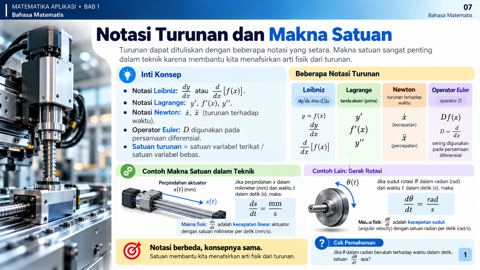 MATEMATIKA APLIKASI • BAB 1
Bahasa Matematis
07
Bahasa Matematis
Notasi Turunan dan Makna Satuan
Turunan dapat dituliskan dengan beberapa notasi yang setara. Makna satuan sangat penting
dalam teknik karena membantu kita menafsirkan arti fisik dari turunan.
Inti Konsep
• Notasi Leibniz: dy/dx atau d/dx [f(x)].
• Notasi Lagrange: y′, f′(x), y″.
• Notasi Newton: ẋ, ẍ (turunan terhadap
waktu).
• Operator Euler: D digunakan pada
persamaan diferensial.
• Satuan turunan = satuan variabel terikat /
satuan variabel bebas.
Beberapa Notasi Turunan
Leibniz
y = f(x)
dy/dx
d/dx [f(x)]
Lagrange
tanda aksen (prima)
y′
f′(x)
y″
Newton
turunan terhadap
waktu
ẋ
(kecepatan)
ẍ
(percepatan)
Operator Euler
operator D
Df(x)
D = d/dx
sering digunakan
pada persamaan
diferensial
Contoh Makna Satuan dalam Teknik
Perpindahan aktuator
s(t) mm
Jika perpindahan s dalam
milimeter (mm) dan waktu t
dalam detik (s), maka:
ds/dt = mm/s
Makna fisik: ds/dt adalah kecepatan linear aktuator
dengan satuan milimeter per detik (mm/s).
Contoh Lain: Gerak Rotasi
θ(t)
Jika sudut rotasi θ dalam radian (rad)
dan waktu t dalam detik (s), maka:
dθ/dt = rad/s
fisik: dθ/dt adalah kecepatan sudut
(angular velocity) dengan satuan radian per detik (rad/s).
Notasi berbeda, konsepnya sama.
Satuan membantu kita menafsirkan arti fisik dari turunan.
Cek Pemahaman
Jika θ dalam radian berubah terhadap waktu dalam detik,
satuan dθ/dt apa?
1